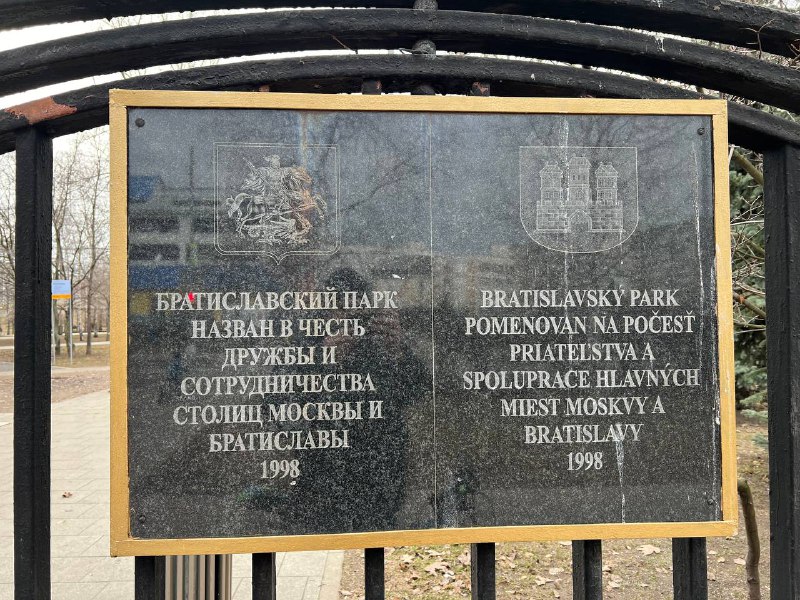 БРАТИСЛАВСКИЙ ПАРК
НАЗВАН В ЧЕСТЬ
ДРУЖБЫ И
СОТРУДНИЧЕСТВА
СТОЛИЦ МОСКВЫ И
БРАТИСЛАВЫ
1998
BRATISLAVSKÝ PARK
POMENOVAN NA POČESŤ
PRIATEĽSTVA A
SPOLUPRACE HLAVNÝCH
MIEST MOSKVY A
BRATISLAVY
1998